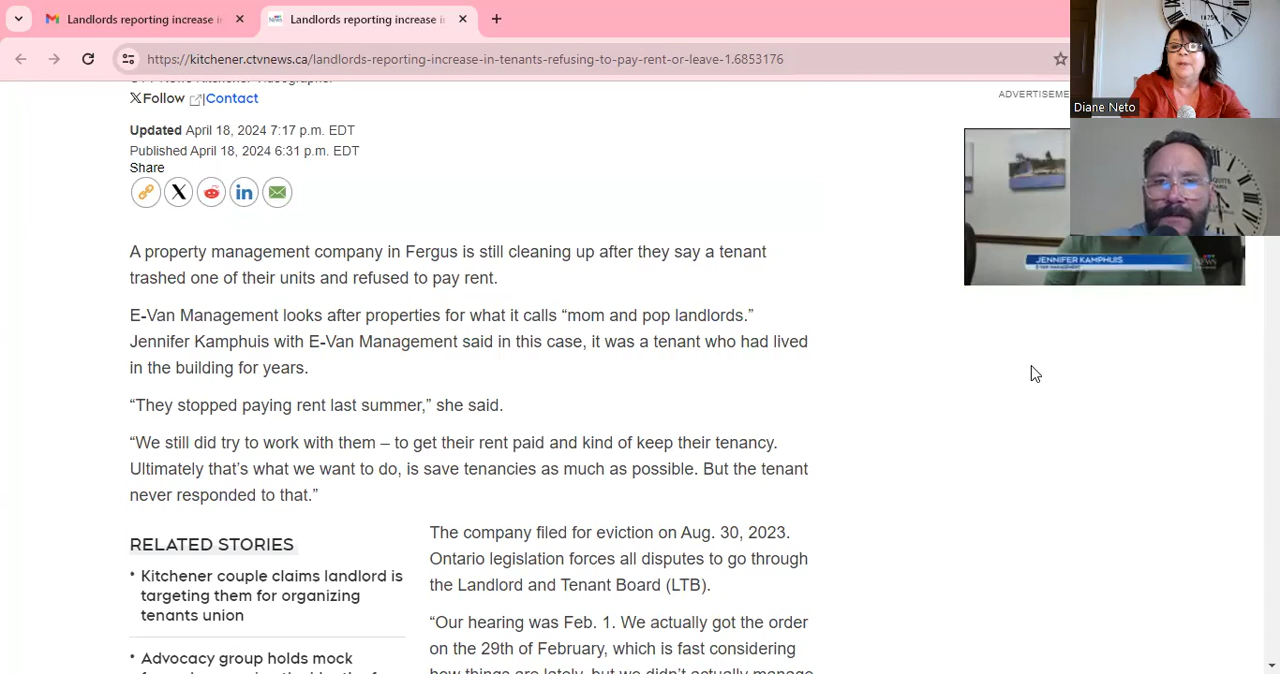 Landlords reporting increase i
Landlords reporting increase i
https://kitchener.ctvnews.ca/landlords-reporting-increase-in-tenants-refusing-to-pay-rent-or-leave-1.6853176
Follow |Contact
Updated April 18, 2024 7:17 p.m. EDT
Published April 18, 2024 6:31 p.m. EDT
Share
A property management company in Fergus is still cleaning up after they say a tenant
trashed one of their units and refused to pay rent.
E-Van Management looks after properties for what it calls “mom and pop landlords.”
Jennifer Kamphuis with E-Van Management said in this case, it was a tenant who had lived
in the building for years.
“They stopped paying rent last summer,” she said.
“We still did try to work with them – to get their rent paid and kind of keep their tenancy.
Ultimately that’s what we want to do, is save tenancies as much as possible. But the tenant
never responded to that.”
RELATED STORIES
• Kitchener couple claims landlord is
targeting them for organizing
tenants union
• Advocacy group holds mock
The company filed for eviction on Aug. 30, 2023.
Ontario legislation forces all disputes to go through
the Landlord and Tenant Board (LTB).
“Our hearing was Feb. 1. We actually got the order
on the 29th of February, which is fast considering
how things are lately, but we didn’t actually manage
ADVERTISEME
Diane Neto
JENNIFER KAMPHUIS
NEWS